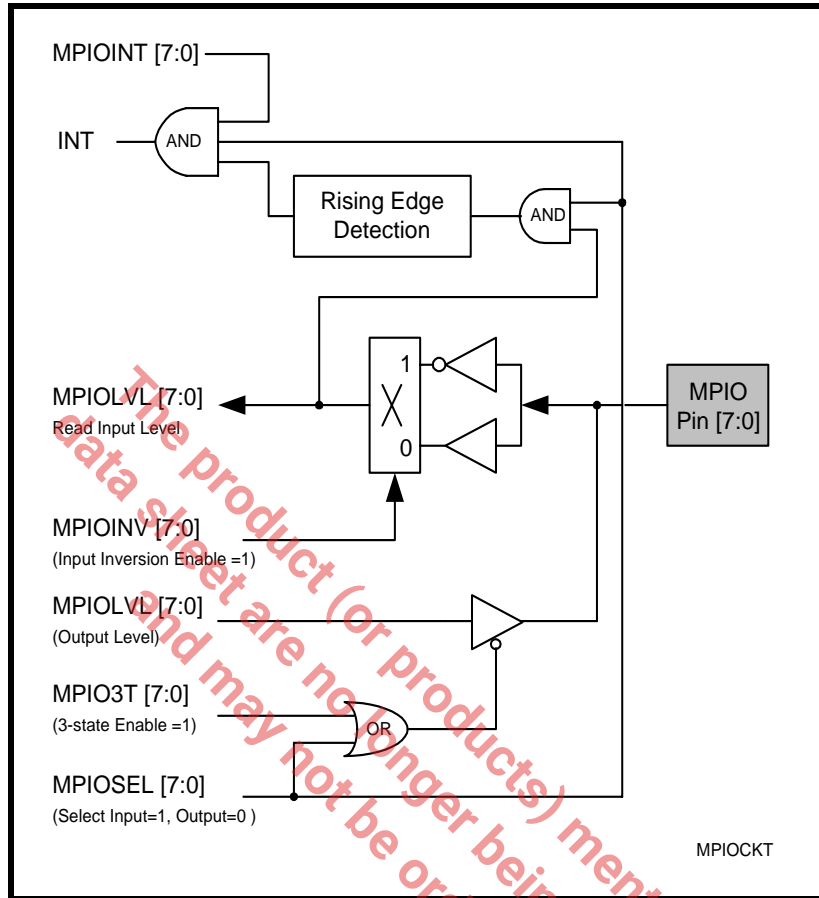 MPIOINT [7:0]
INT
AND
Rising Edge
Detection
AND
MPIOLVL [7:0]
Read Input Level
1
0
MPIO
Pin [7:0]
MPIOINV [7:0]
(Input Inversion Enable =1)
MPIOLVL [7:0]
(Output Level)
MPIO3T [7:0]
(3-state Enable =1)
OR
MPIOSEL [7:0]
(Select Input=1, Output=0 )
MPIOCKT
The product (or products) ment
data sheet are no longer bein
and may not be or